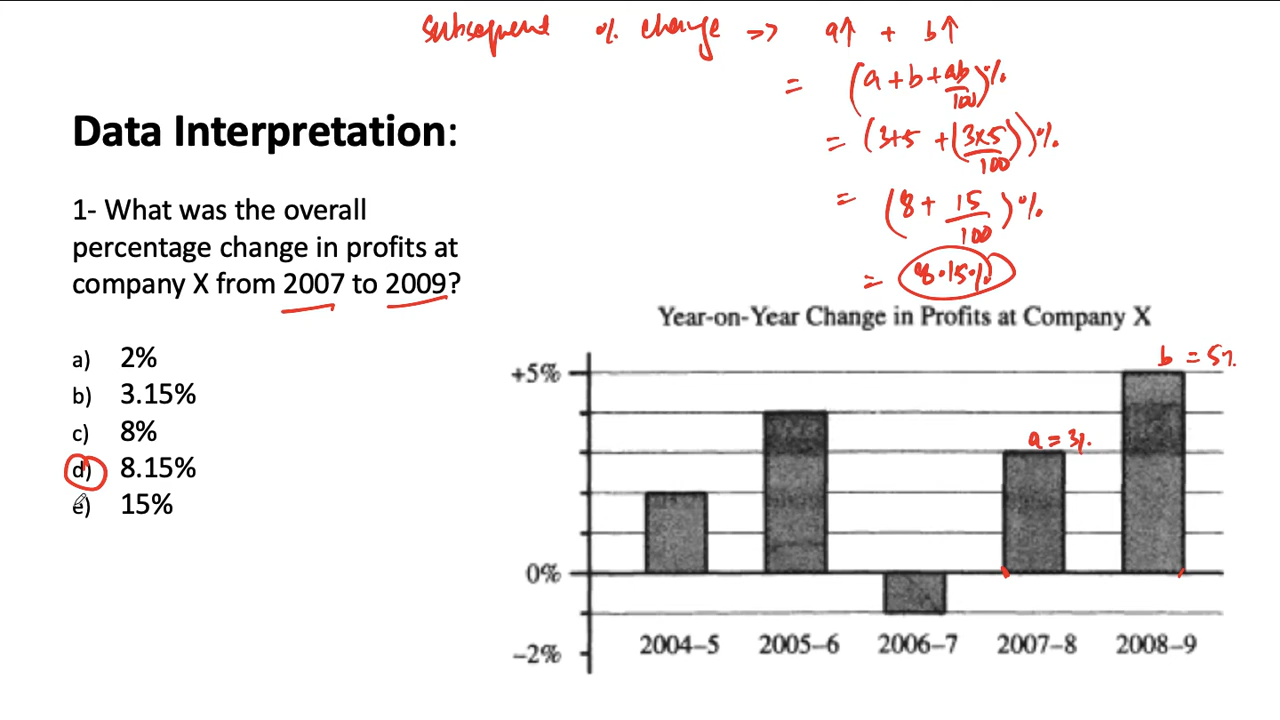 subsequent % change => a↑ + b↑
= (a+b+ab/100)%
= (3+5 +(3x5/100))%
= (8+ 15/100)%
= 8.15%
Data Interpretation:
1- What was the overall
percentage change in profits at
company X from 2007 to 2009?
a) 2%
b) 3.15%
c) 8%
d) 8.15%
e) 15%
Year-on-Year Change in Profits at Company X
b = 5%
+5%
a = 3%
0%
-2%
2004–5 2005–6 2006–7 2007–8 2008–9